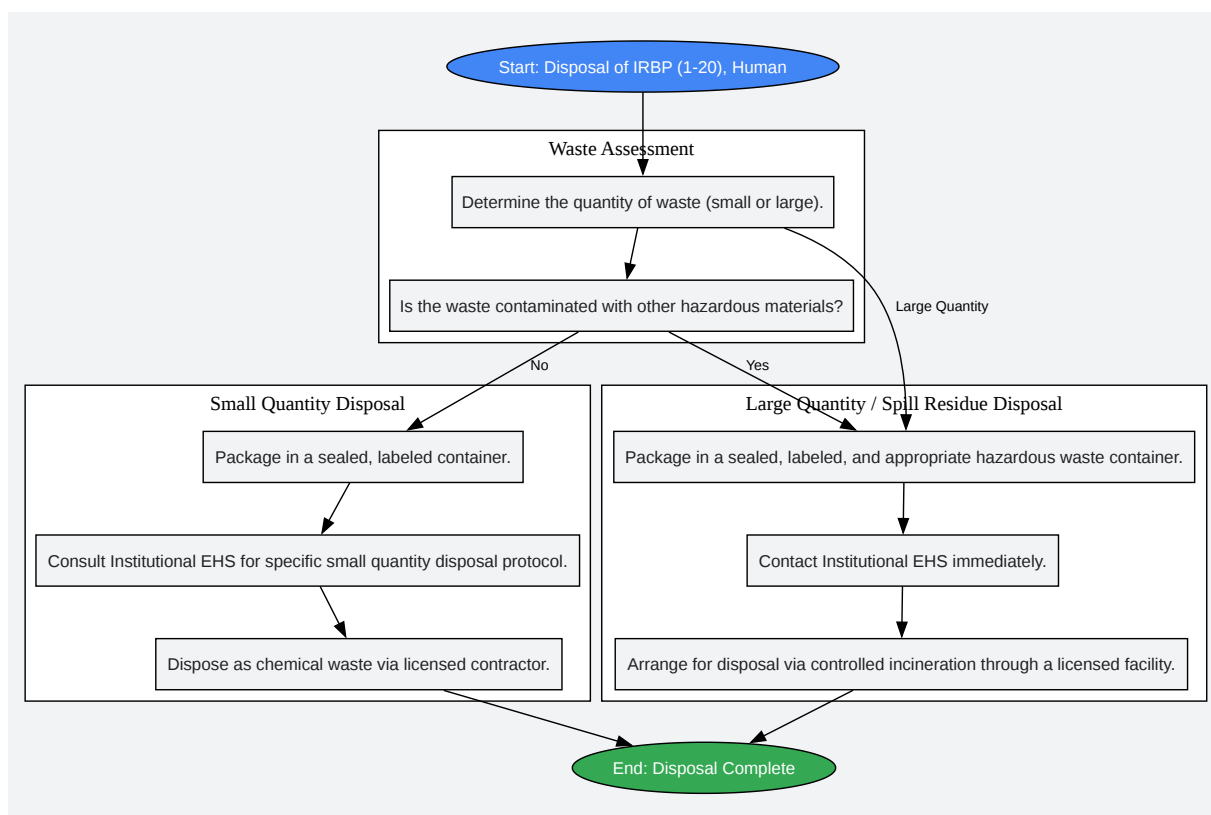 Start: Disposal of IRBP (1-20), Human
Waste Assessment
Determine the quantity of waste (small or large).
Is the waste contaminated with other hazardous materials?
Large Quantity
No
Yes
Small Quantity Disposal
Package in a sealed, labeled container.
Consult Institutional EHS for specific small quantity disposal protocol.
Dispose as chemical waste via licensed contractor.
Large Quantity / Spill Residue Disposal
Package in a sealed, labeled, and appropriate hazardous waste container.
Contact Institutional EHS immediately.
Arrange for disposal via controlled incineration through a licensed facility.
End: Disposal Complete